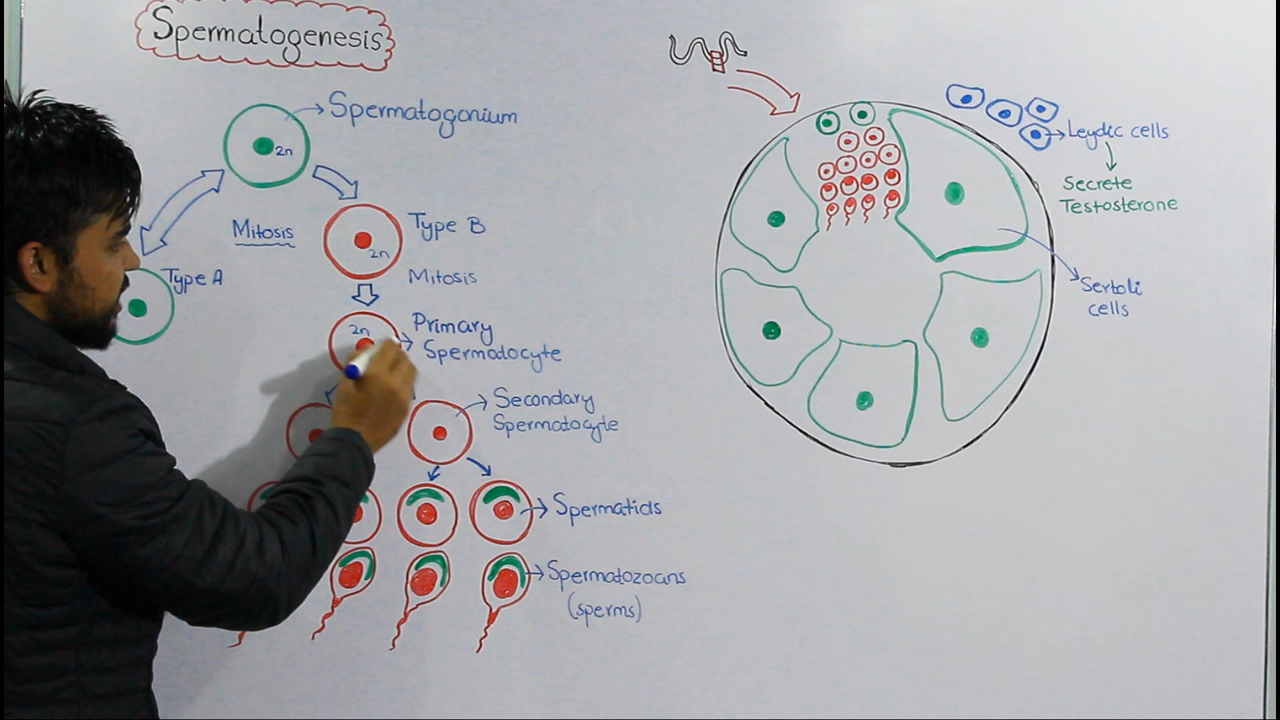 Spermatogenesis
Spermatogonium
2n
Mitosis
Type A
Type B
2n
Mitosis
2n
Primary
Spermatocyte
Secondary
Spermatocyte
Spermatids
Spermatozoans
(sperms)
Leydic cells
Secrete
Testosterone
Sertoli
cells